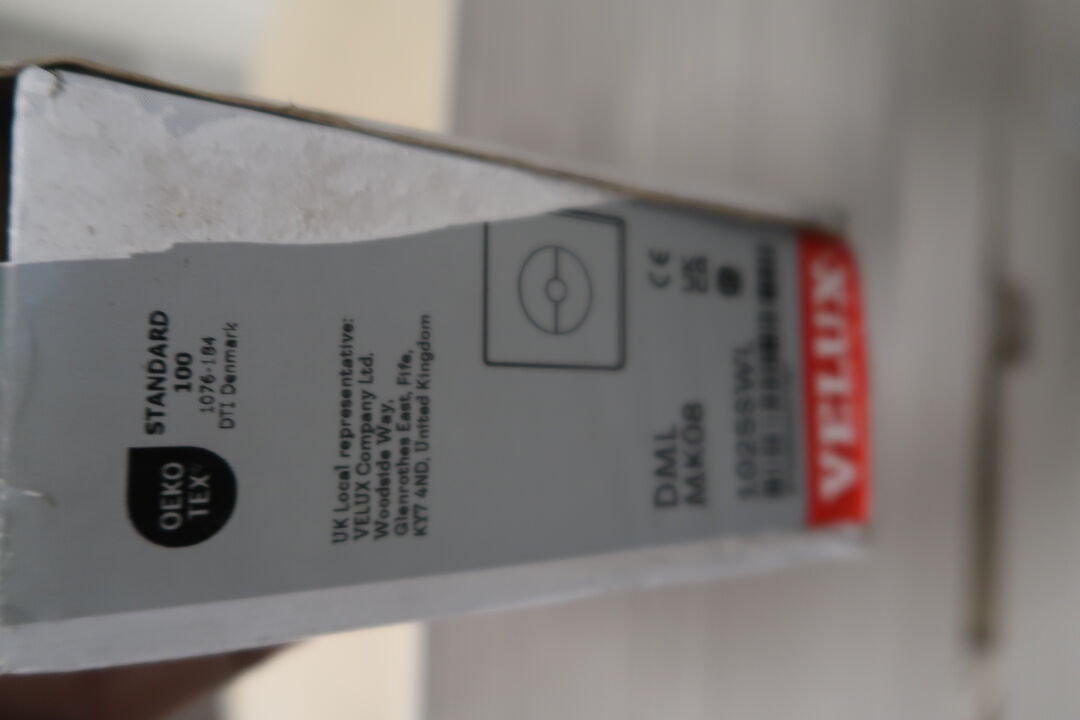 OEKO
TEX®
STANDARD
100
1076-184
DTI Denmark
UK Local representative:
VELUX Company Ltd.
Woodside Way,
Glenrothes East, Fife,
KY7 4ND, United Kingdom
CE
UKCA
DML
MK08
1025SWL
VELUX